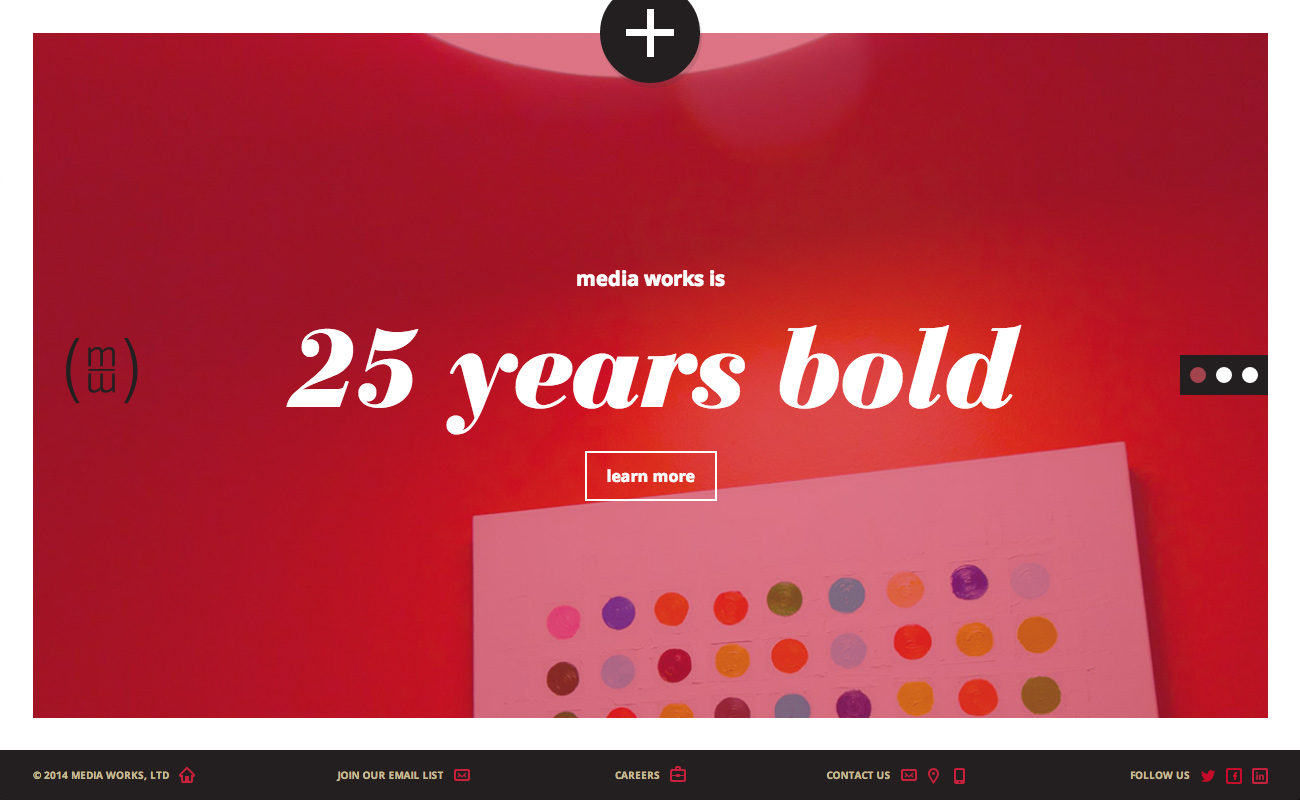 media works is
25 years bold
(m
w)
learn more
© 2014 MEDIA WORKS, LTD
JOIN OUR EMAIL LIST
CAREERS
CONTACT US
FOLLOW US